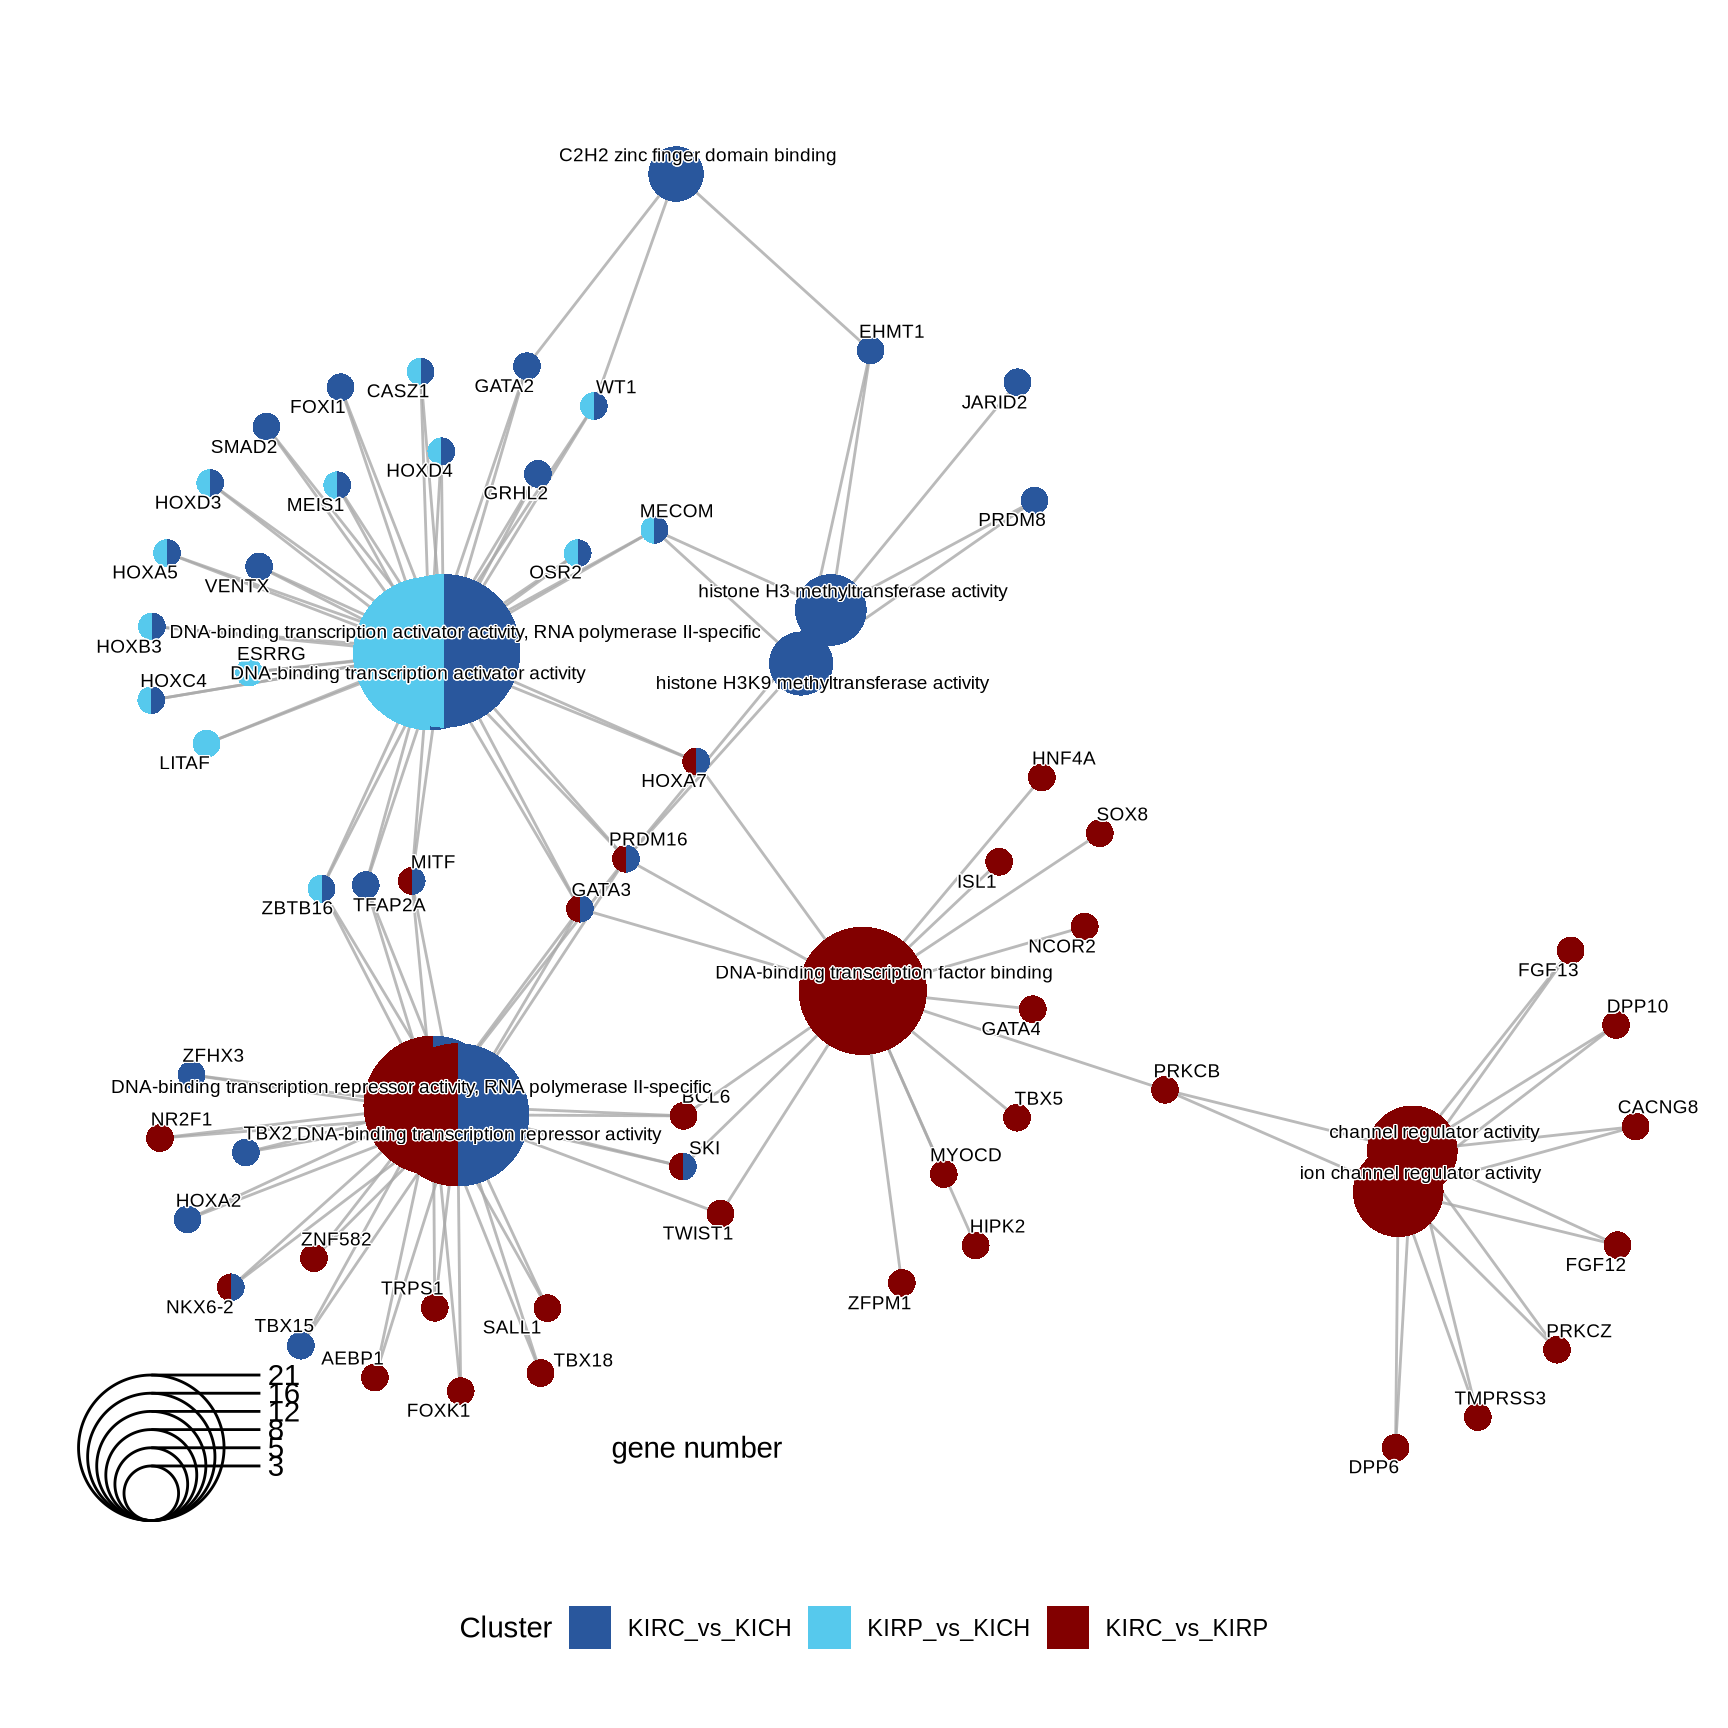 C2H2 zinc finger domain binding
EHMT1
JARID2
CASZ1
GATA2
WT1
FOXI1
SMAD2
HOXD4
HOXD3
MEIS1
GRHL2
MECOM
PRDM8
HOXA5
VENTX
OSR2
histone H3 methyltransferase activity
DNA-binding transcription activator activity, RNA polymerase II-specific
HOXB3
ESRRG
DNA-binding transcription activator activity
HOXC4
histone H3K9 methyltransferase activity
LITAF
HOXA7
HNF4A
SOX8
PRDM16
MITF
ISL1
GATA3
ZBTB16
TFAP2A
NCOR2
DNA-binding transcription factor binding
FGF13
DPP10
GATA4
ZFHX3
PRKCB
DNA-binding transcription repressor activity, RNA polymerase II-specific
BCL6
TBX5
CACNG8
NR2F1
TBX2
DNA-binding transcription repressor activity
channel regulator activity
SKI
MYOCD
ion channel regulator activity
HOXA2
TWIST1
HIPK2
ZNF582
FGF12
TRPS1
NKX6-2
ZFPM1
TBX15
SALL1
PRKCZ
AEBP1
TBX18
TMPRSS3
FOXK1
DPP6
21
16
12
8
5
3
gene number
Cluster KIRC_vs_KICH KIRP_vs_KICH KIRC_vs_KIRP